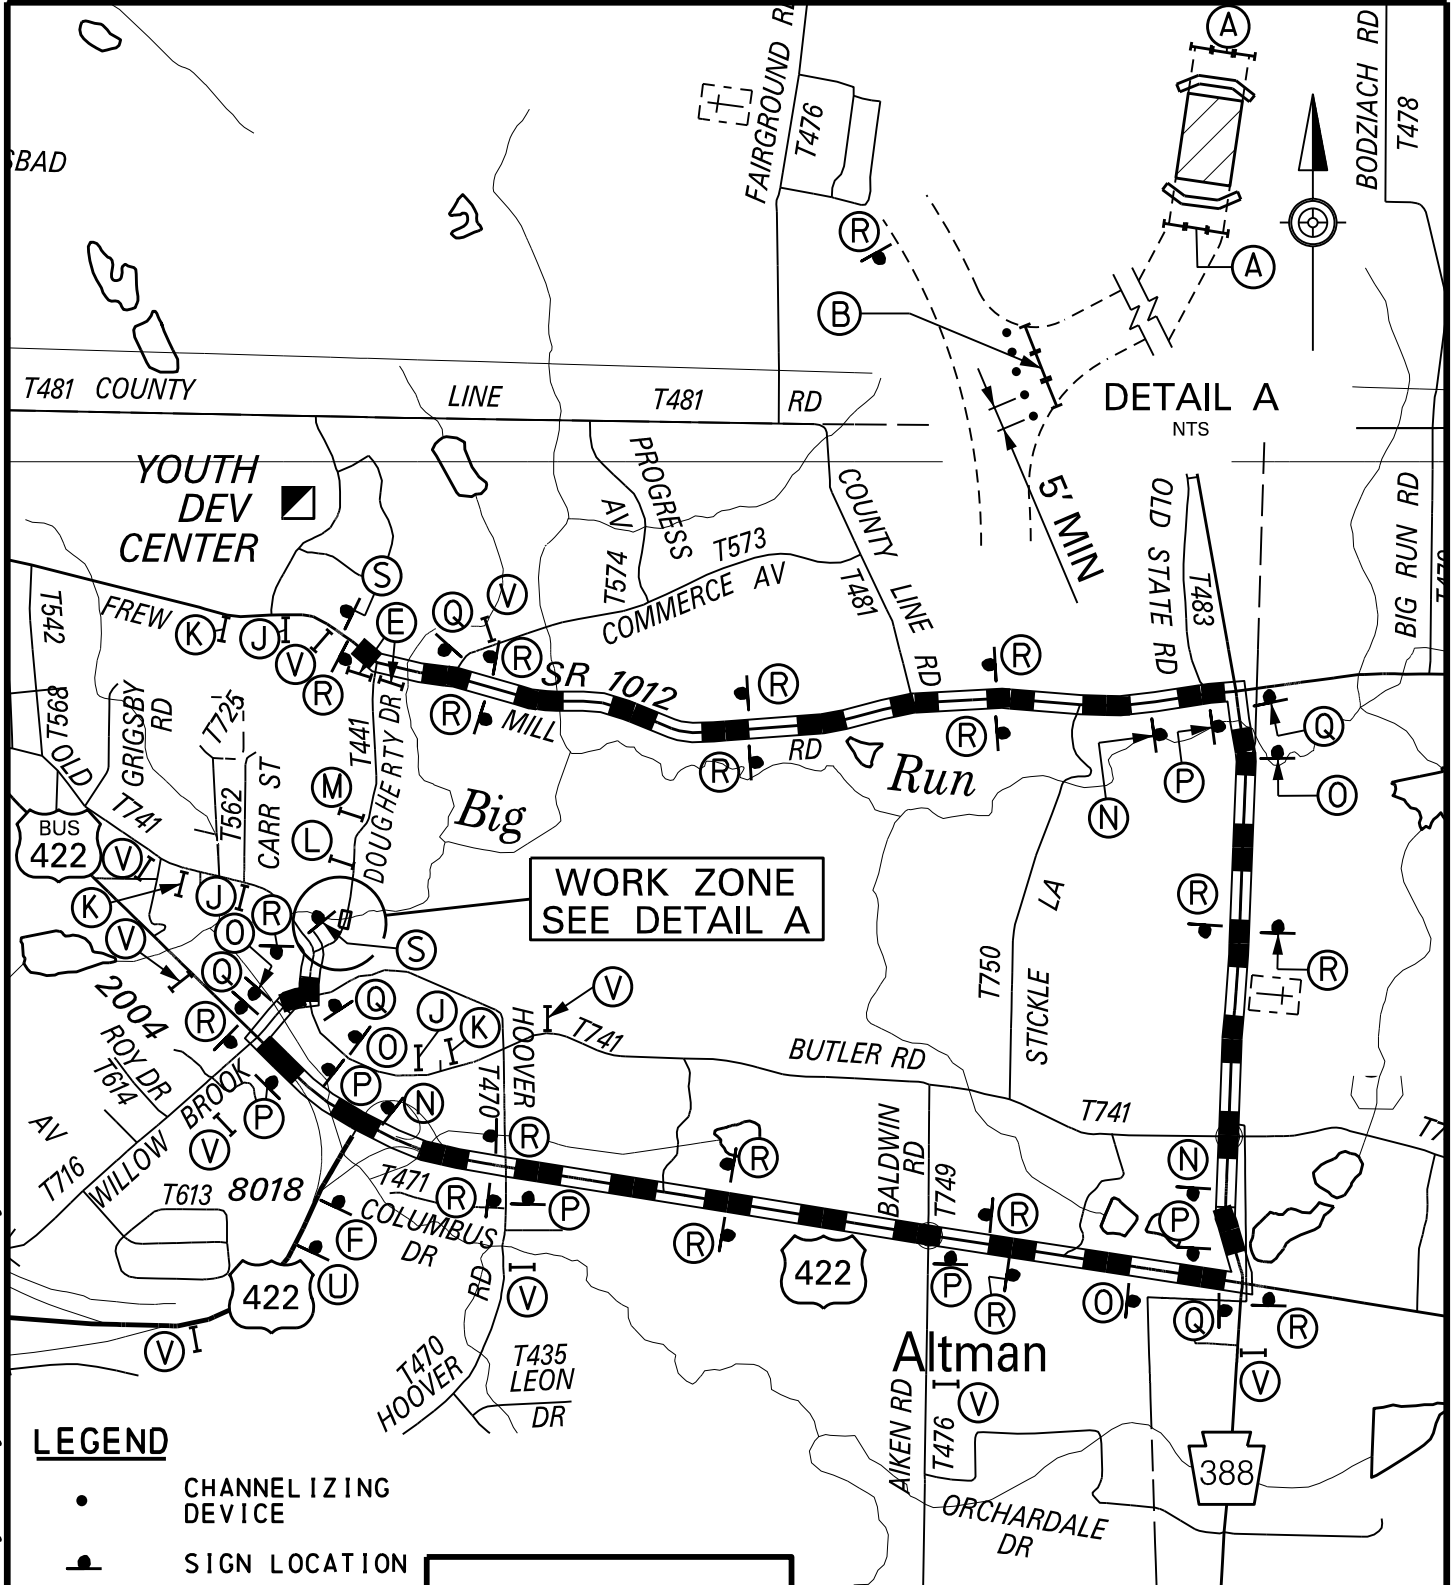 FAIRGROUND RD
T476
A
BODZIACH RD
T478
SBAD
R
A
B
DETAIL A
NTS
5' MIN
T481 COUNTY LINE T481 RD
YOUTH
DEV
CENTER
PROGRESS
AV
T574
T573
COMMERCE AV
COUNTY LINE RD
T481
OLD STATE RD
T483
BIG RUN RD
S
E
Q
V
R
T542
FREW
K
J
V
R
SR 1012
MILL
RD
R
R
R
R
R
Run
Big
N
P
Q
O
T568
OLD
GRIGSBY
RD
T725
T562
CARR ST
T441
DOUGHERTY DR
M
L
T741
BUS
422
V
K
V
J
O
R
S
Q
R
WORK ZONE
SEE DETAIL A
Q
O
J
K
P
N
V
HOOVER
T470
T741
BUTLER RD
STICKLE LA
T750
R
R
2004
ROY DR
T614
AV
T716
WILLOW BROOK
P
V
T613
8018
T471
COLUMBUS
DR
F
U
422
V
R
R
P
R
R
422
BALDWIN
RD
T749
R
P
R
T741
N
P
O
Q
R
V
RD
V
T470
HOOVER
T435
LEON
DR
Altman
AIKEN RD
T476
V
ORCHARDALE
DR
388
LEGEND
CHANNELIZING
DEVICE
SIGN LOCATION